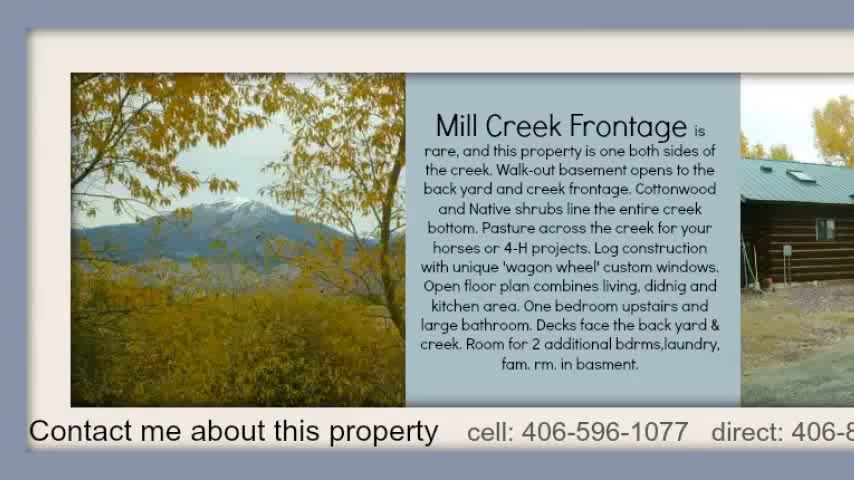 Mill Creek Frontage is
rare, and this property is one both sides of
the creek. Walk-out basement opens to the
back yard and creek frontage. Cottonwood
and Native shrubs line the entire creek
bottom. Pasture across the creek for your
horses or 4-H projects. Log construction
with unique 'wagon wheel' custom windows.
Open floor plan combines living, didnig and
kitchen area. One bedroom upstairs and
large bathroom. Decks face the back yard &
creek. Room for 2 additional bdrms,laundry,
fam. rm. in basment.
Contact me about this property cell: 406-596-1077 direct: 406-8